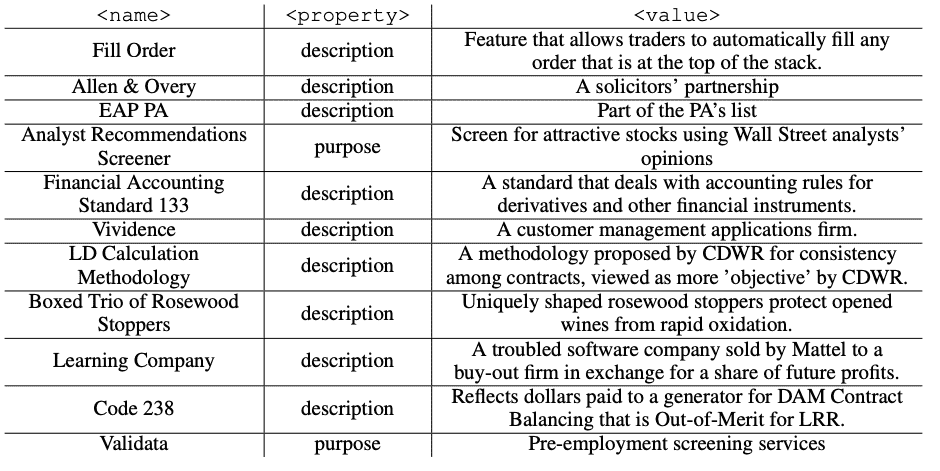 <name> <property> <value>
Fill Order description Feature that allows traders to automatically fill any
order that is at the top of the stack.
Allen & Overy description A solicitors' partnership
EAP PA description Part of the PA's list
Analyst Recommendations
Screener purpose Screen for attractive stocks using Wall Street analysts'
opinions
Financial Accounting
Standard 133 description A standard that deals with accounting rules for
derivatives and other financial instruments.
Vividence description A customer management applications firm.
LD Calculation
Methodology description A methodology proposed by CDWR for consistency
among contracts, viewed as more 'objective' by CDWR.
Boxed Trio of Rosewood
Stoppers description Uniquely shaped rosewood stoppers protect opened
wines from rapid oxidation.
Learning Company description A troubled software company sold by Mattel to a
buy-out firm in exchange for a share of future profits.
Code 238 description Reflects dollars paid to a generator for DAM Contract
Balancing that is Out-of-Merit for LRR.
Validata purpose Pre-employment screening services